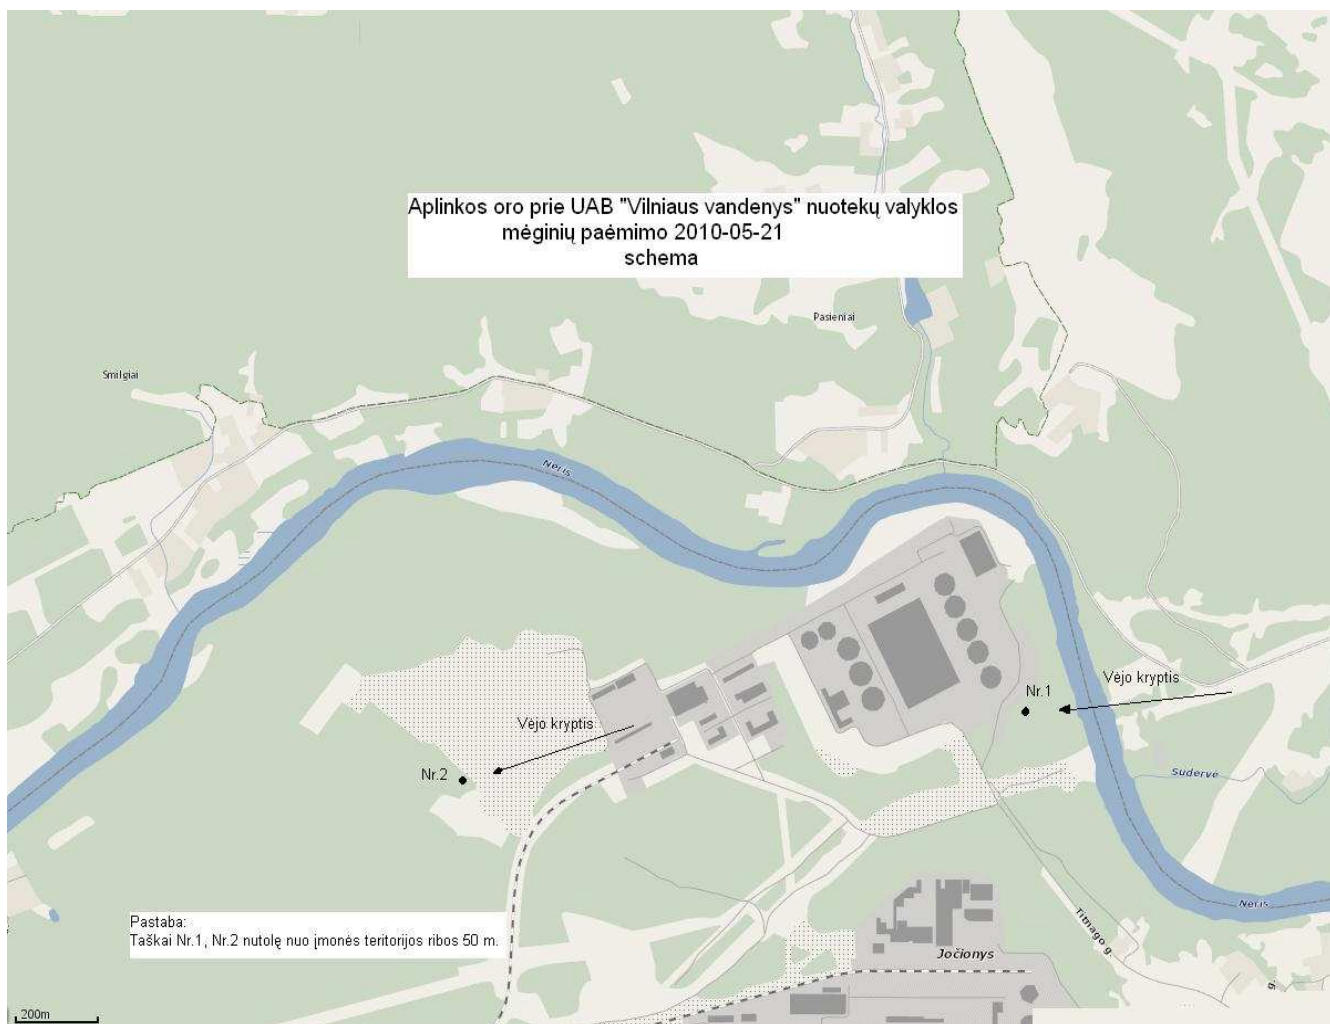 Aplinkos oro prie UAB "Vilniaus vandenys" nuotekų valyklos
mėginių paėmimo 2010-05-21
schema
Pasieniai
Smilgiai
Neris
Vėjo kryptis
Nr.1
Vėjo kryptis
Nr.2
Sudervė
Neris
Titnago g.
Pastaba:
Taškai Nr.1, Nr.2 nutolę nuo įmonės teritorijos ribos 50 m.
Jočionys
g.
200m